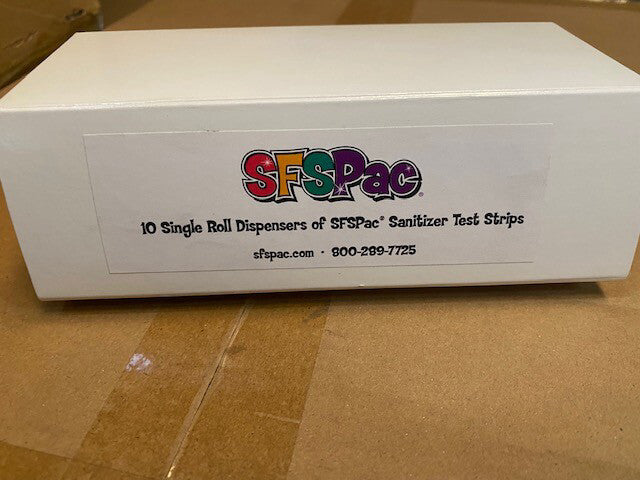 SFSPac®
10 Single Roll Dispensers of SFSPac® Sanitizer Test Strips
sfspac.com · 800-289-7725